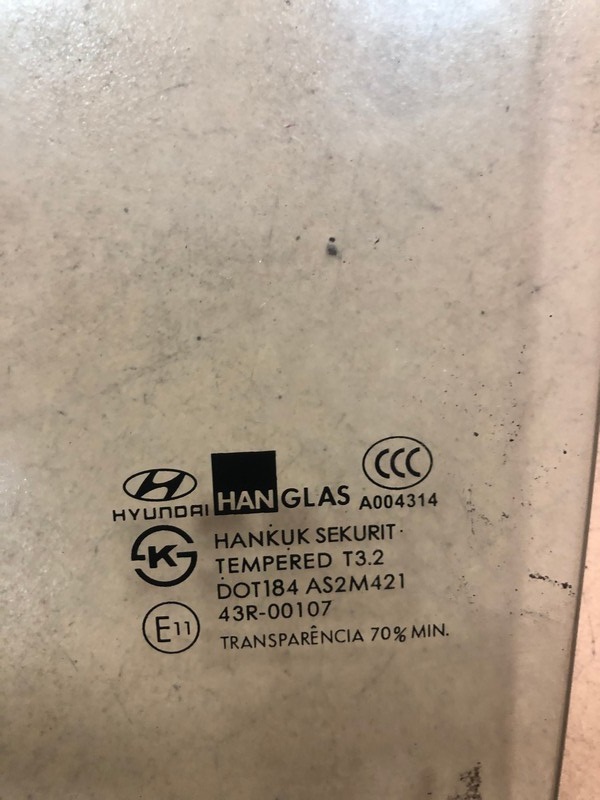 HYUNDAI HANGLAS CCC
A004314
K HANKUK SEKURIT
TEMPERED T3.2
DOT184 AS2M421
E11 43R-00107
TRANSPARÊNCIA 70% MIN.